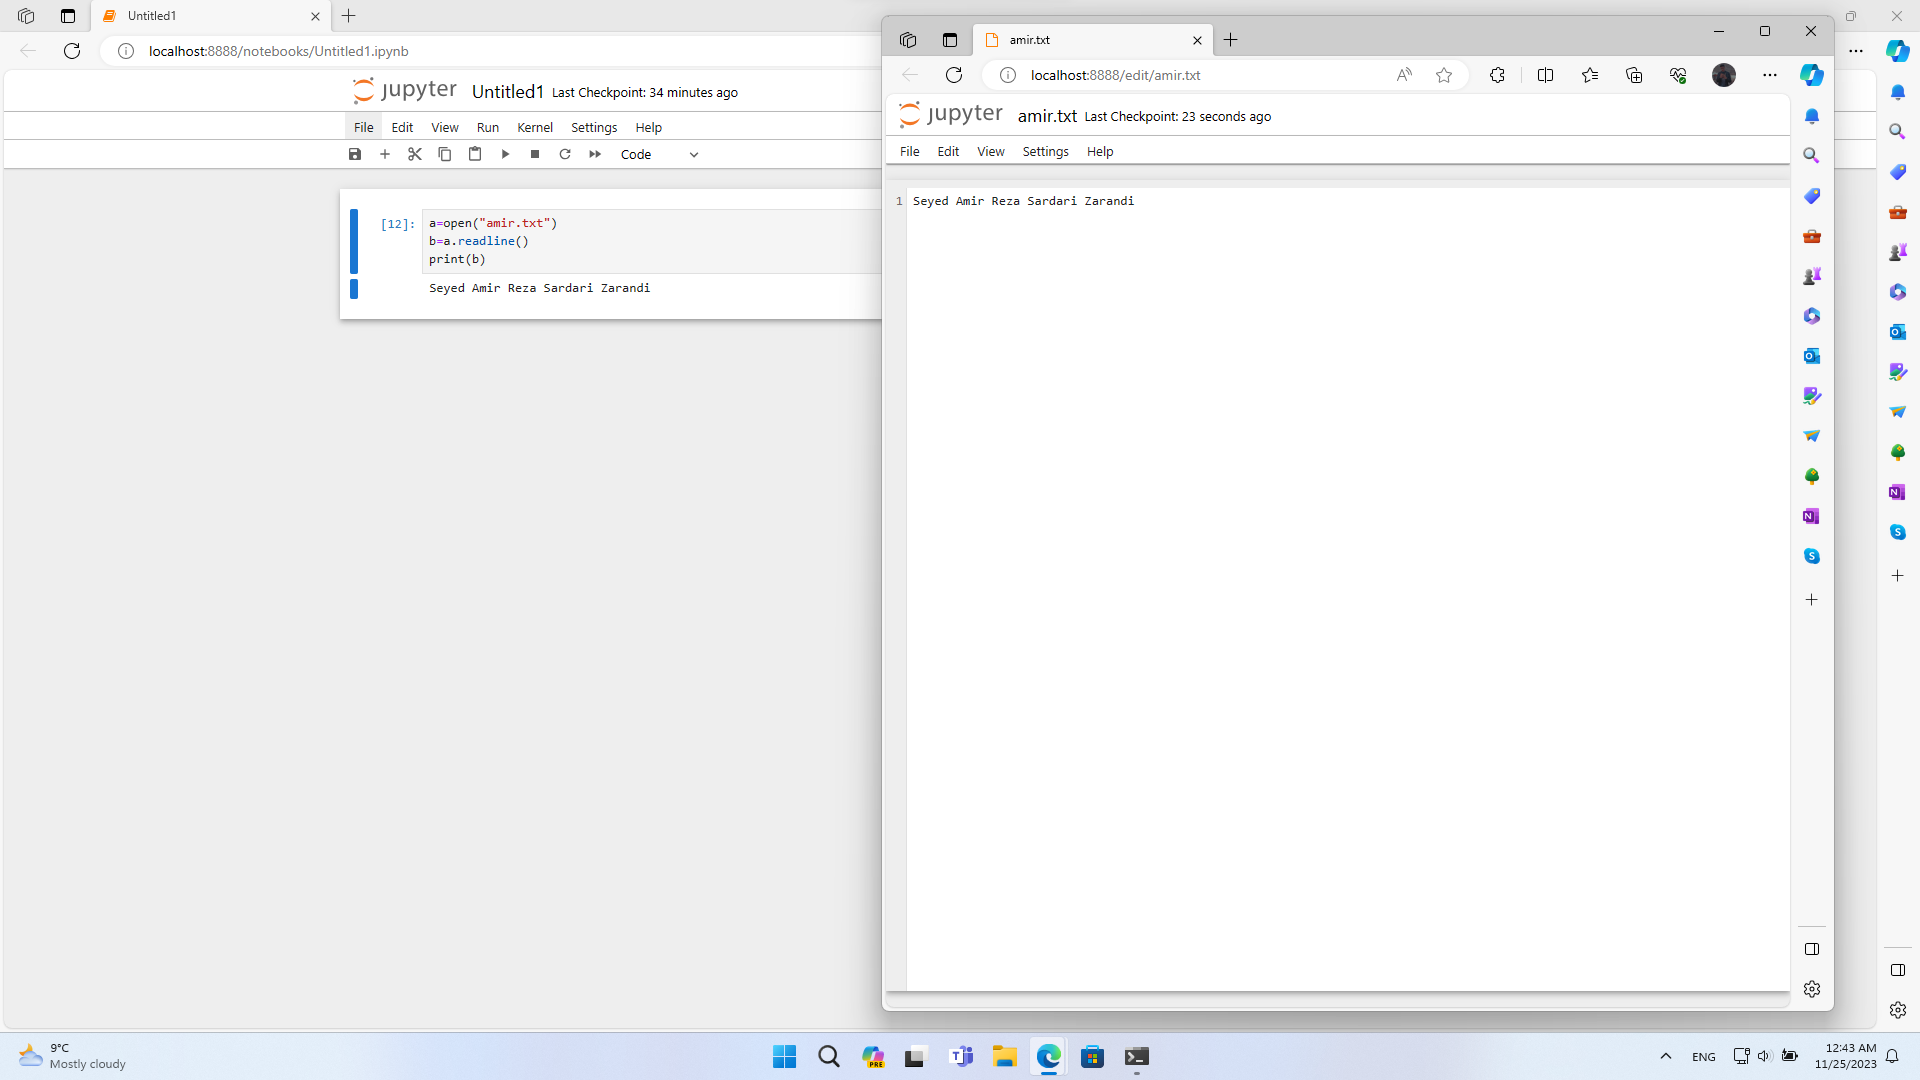 Untitled1
localhost:8888/notebooks/Untitled1.ipynb
jupyter Untitled1 Last Checkpoint: 34 minutes ago
File Edit View Run Kernel Settings Help
Code
[12]:
a=open("amir.txt")
b=a.readline()
print(b)
Seyed Amir Reza Sardari Zarandi
amir.txt
localhost:8888/edit/amir.txt
jupyter amir.txt Last Checkpoint: 23 seconds ago
File Edit View Settings Help
1 Seyed Amir Reza Sardari Zarandi
9°C
Mostly cloudy
PRE
ENG
12:43 AM
11/25/2023